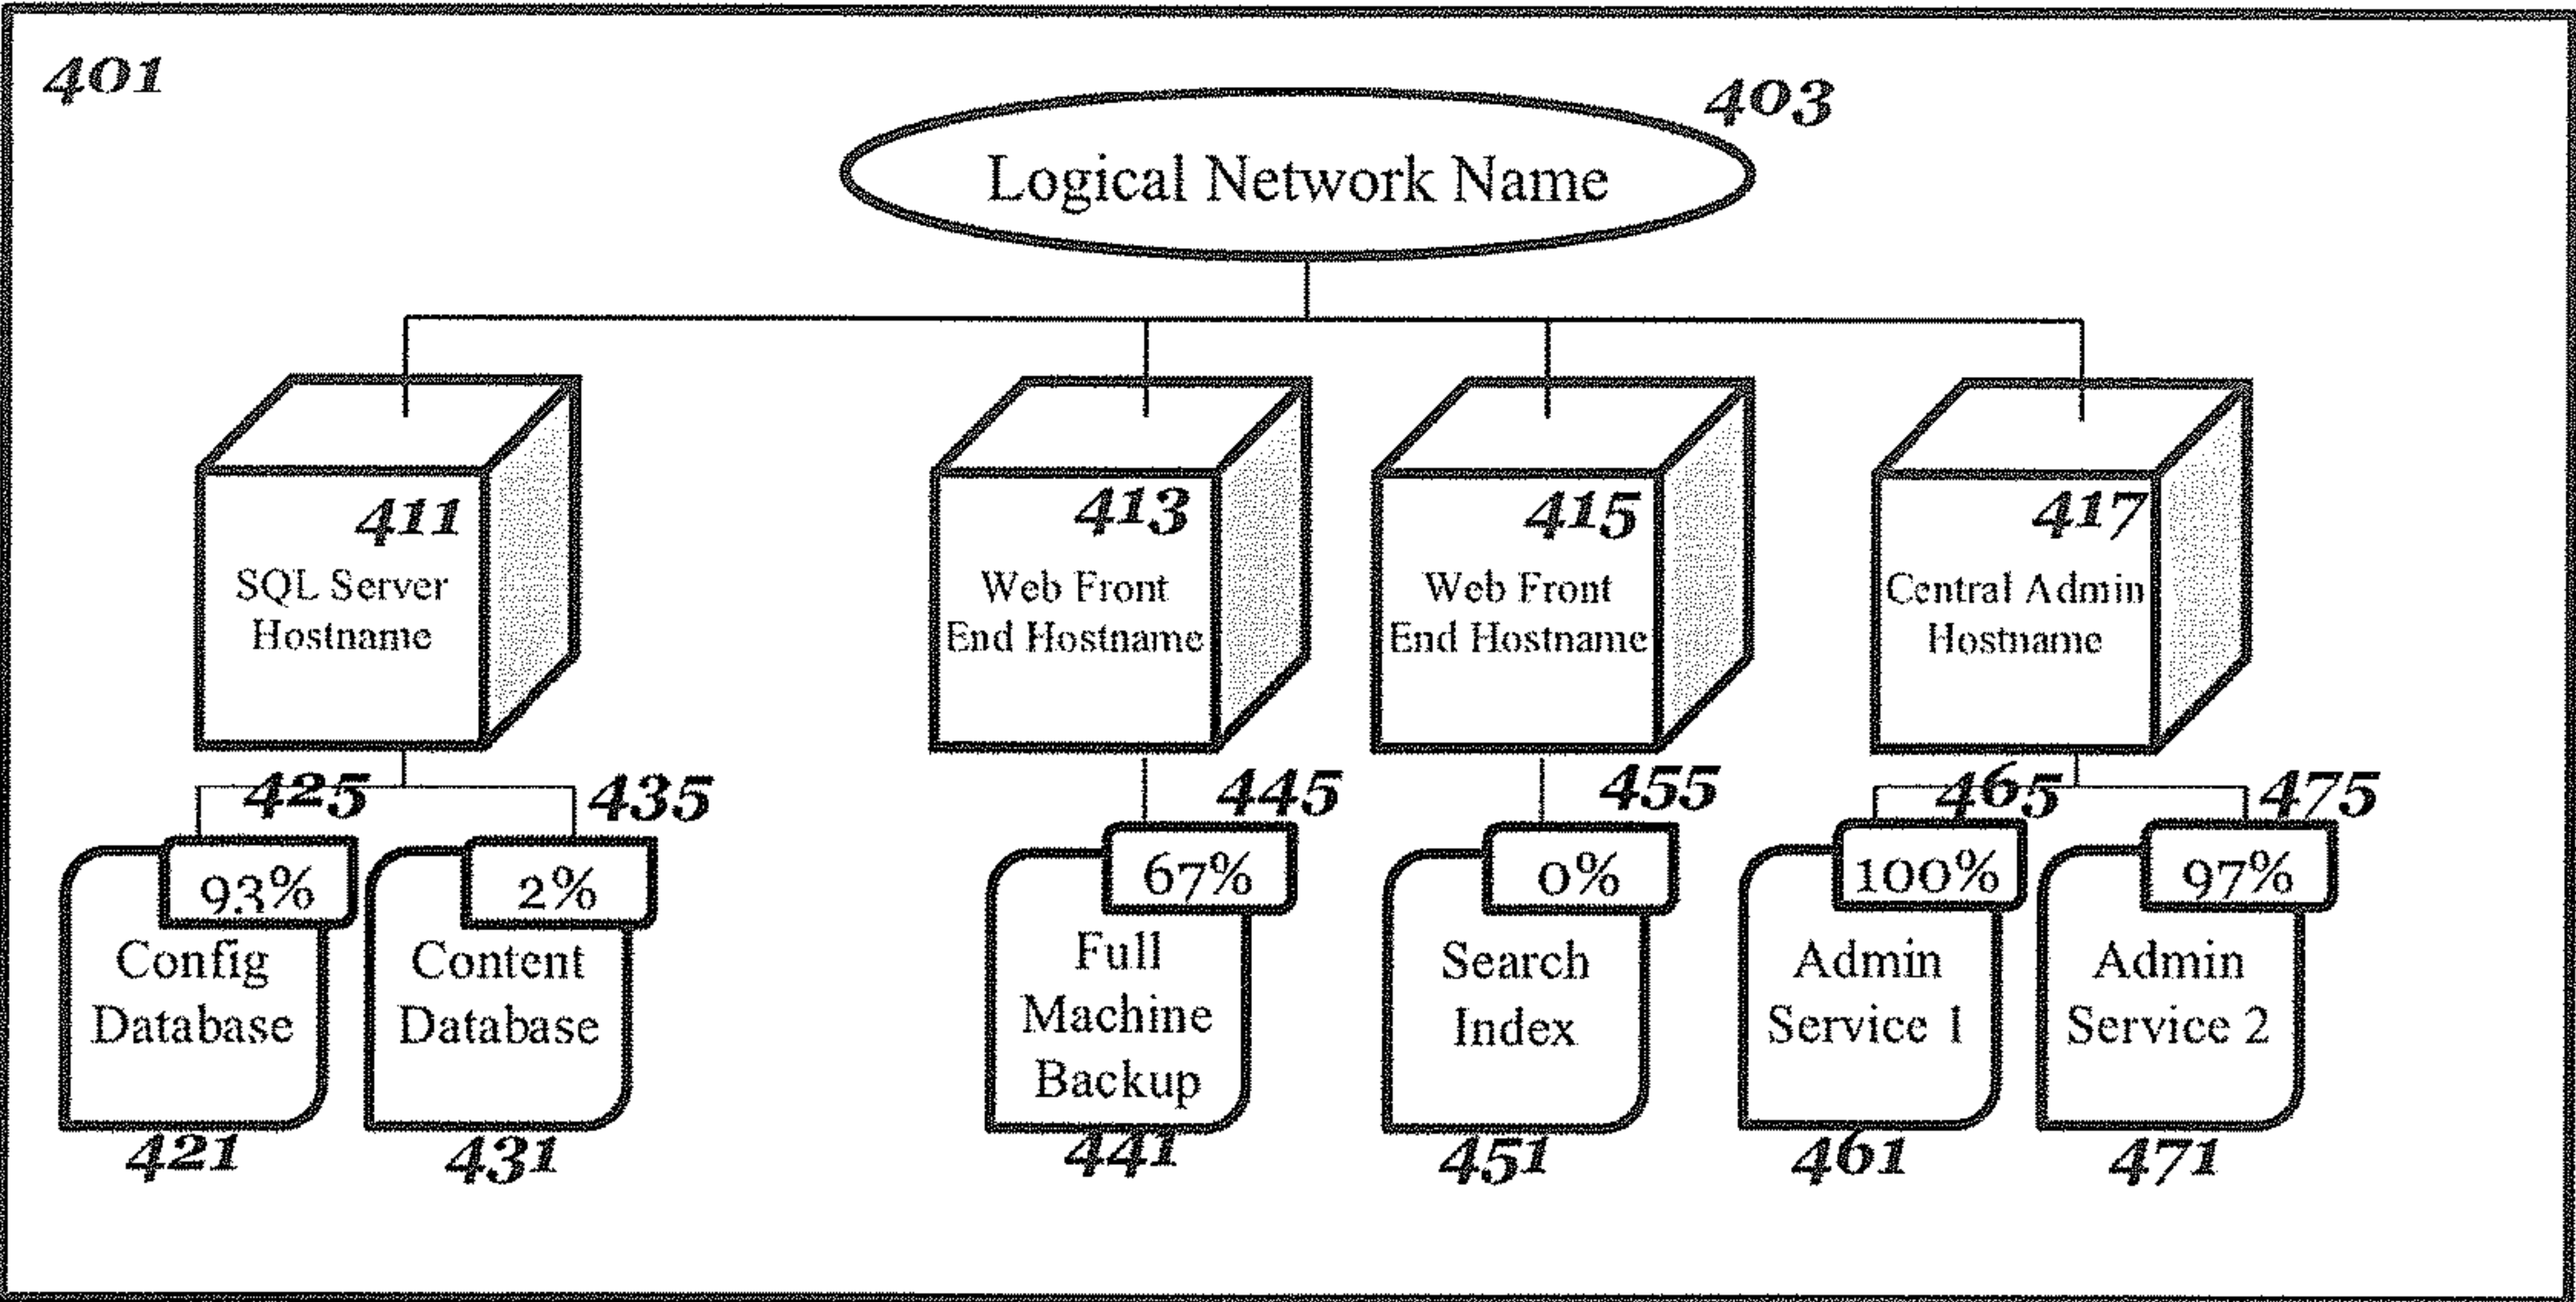 401
403
Logical Network Name
411
SQL Server
Hostname
413
Web Front
End Hostname
415
Web Front
End Hostname
417
Central Admin
Hostname
425
93%
Config
Database
421
435
2%
Content
Database
431
445
67%
Full
Machine
Backup
441
455
0%
Search
Index
451
465
100%
Admin
Service 1
461
475
97%
Admin
Service 2
471